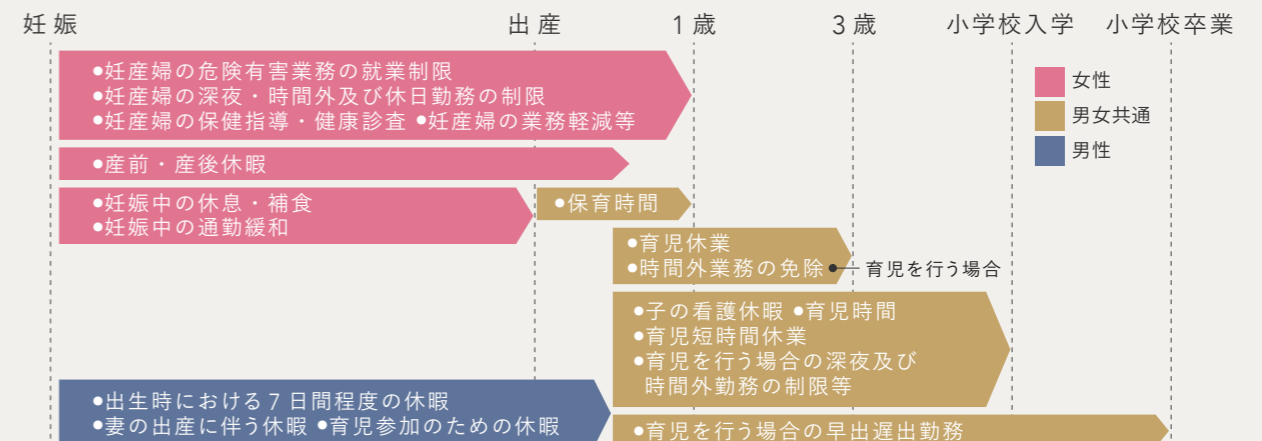 妊娠 出産 1歳 3歳 小学校入学 小学校卒業
●妊産婦の危険有害業務の就業制限
●妊産婦の深夜・時間外及び休日勤務の制限
●妊産婦の保健指導・健康診査 ●妊産婦の業務軽減等
女性
男女共通
男性
●産前・産後休暇
●妊娠中の休息・補食
●妊娠中の通勤緩和
●保育時間
●育児休業
●時間外業務の免除 育児を行う場合
●子の看護休暇 ●育児時間
●育児短時間休業
●育児を行う場合の深夜及び
時間外勤務の制限等
●出生時における7日間程度の休暇
●妻の出産に伴う休暇 ●育児参加のための休暇
●育児を行う場合の早出遅出勤務